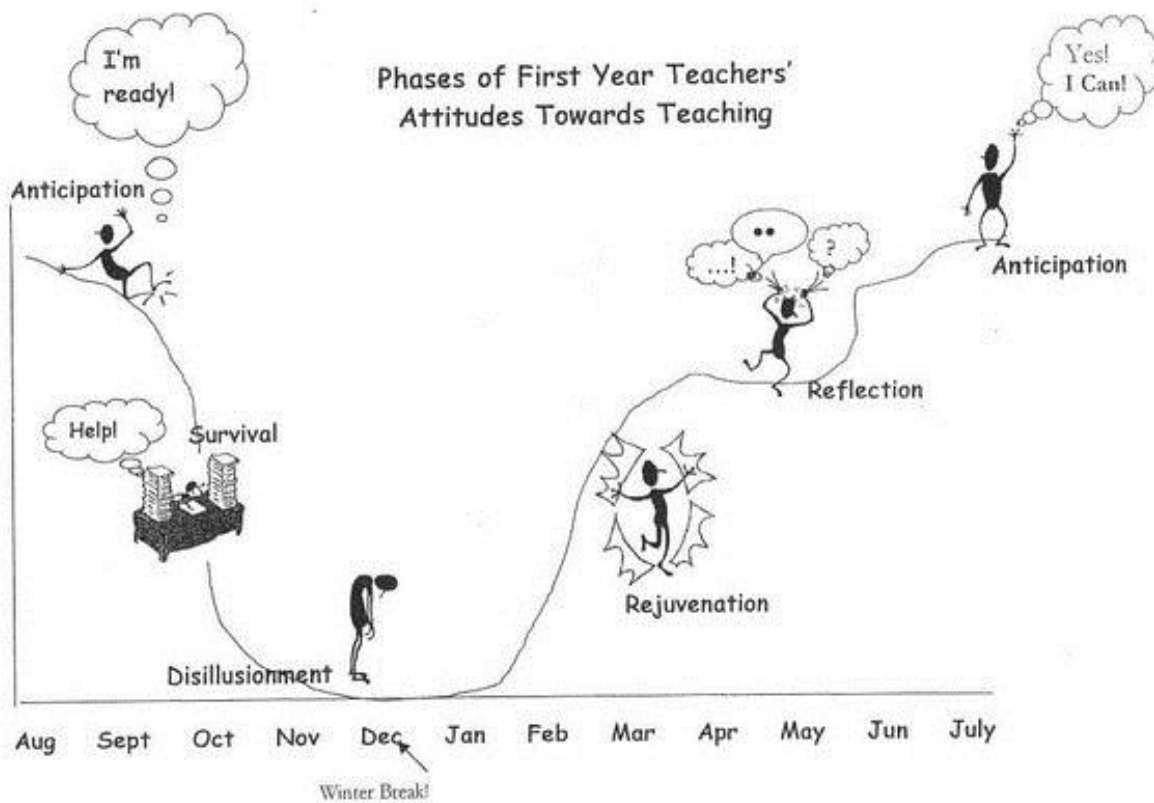 I'm
ready!
Phases of First Year Teachers'
Attitudes Towards Teaching
Yes!
I Can!
Anticipation
...!
?
Anticipation
Reflection
Help!
Survival
Rejuvenation
Disillusionment
Aug Sept Oct Nov Dec Jan Feb Mar Apr May Jun July
Winter Break!